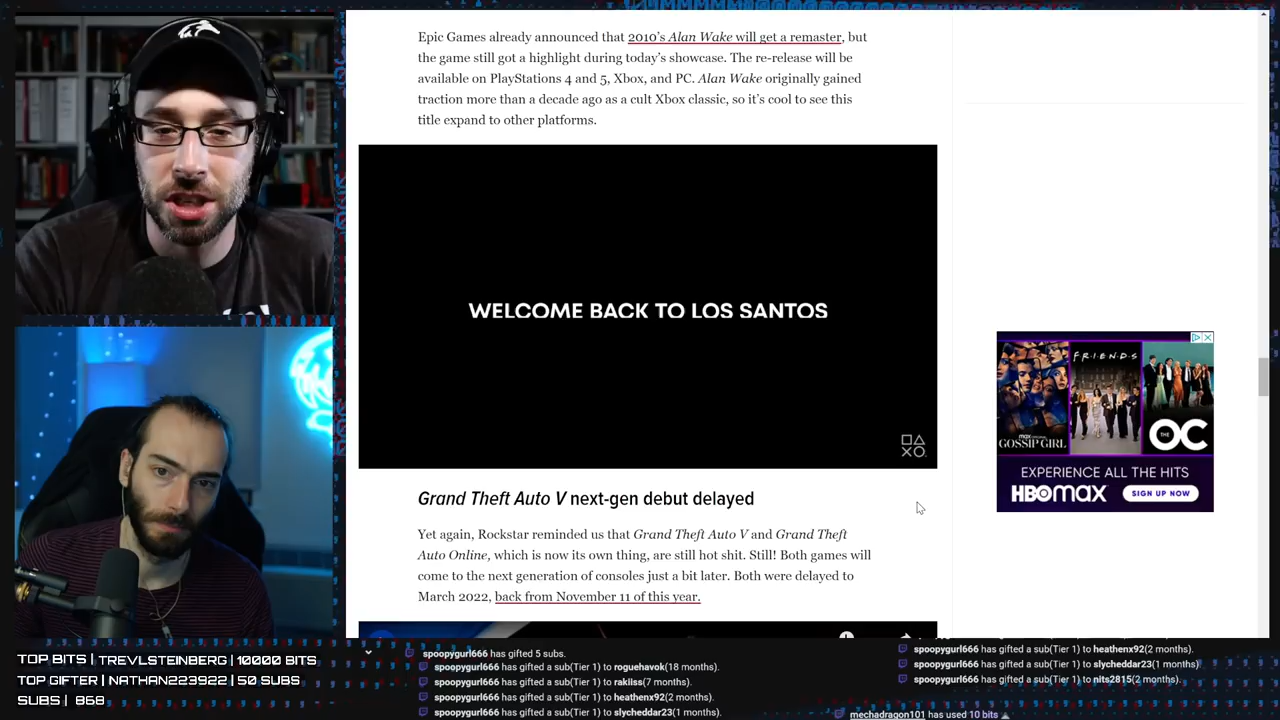 Epic Games already announced that 2010's Alan Wake will get a remaster, but
the game still got a highlight during today's showcase. The re-release will be
available on PlayStations 4 and 5, Xbox, and PC. Alan Wake originally gained
traction more than a decade ago as a cult Xbox classic, so it's cool to see this
title expand to other platforms.
WELCOME BACK TO LOS SANTOS
Grand Theft Auto V next-gen debut delayed
Yet again, Rockstar reminded us that Grand Theft Auto V and Grand Theft
Auto Online, which is now its own thing, are still hot shit. Still! Both games will
come to the next generation of consoles just a bit later. Both were delayed to
March 2022, back from November 11 of this year.
max ORIGINAL
GOSSIP GIRL
F·R·I·E·N·D·S
THE
OC
EXPERIENCE ALL THE HITS
HBOMAX
SIGN UP NOW
TOP BITS | TREVLSTEINBERG | 10000 BITS
TOP GIFTER | NATHAN223922 | 50 SUBS
SUBS | 868
spoopygurl666 has gifted 5 subs.
spoopygurl666 has gifted a sub(Tier 1) to roguehavok(18 months).
spoopygurl666 has gifted a sub(Tier 1) to rakiiss(7 months).
spoopygurl666 has gifted a sub(Tier 1) to heathenx92(2 months).
spoopygurl666 has gifted a sub(Tier 1) to slycheddar23(1 months).
spoopygurl666 has gifted a sub(Tier 1) to heathenx92(2 months).
spoopygurl666 has gifted a sub(Tier 1) to slycheddar23(1 months)
spoopygurl666 has gifted a sub(Tier 1) to nits2815(2 months).
mechadragon101 has used 10 bits